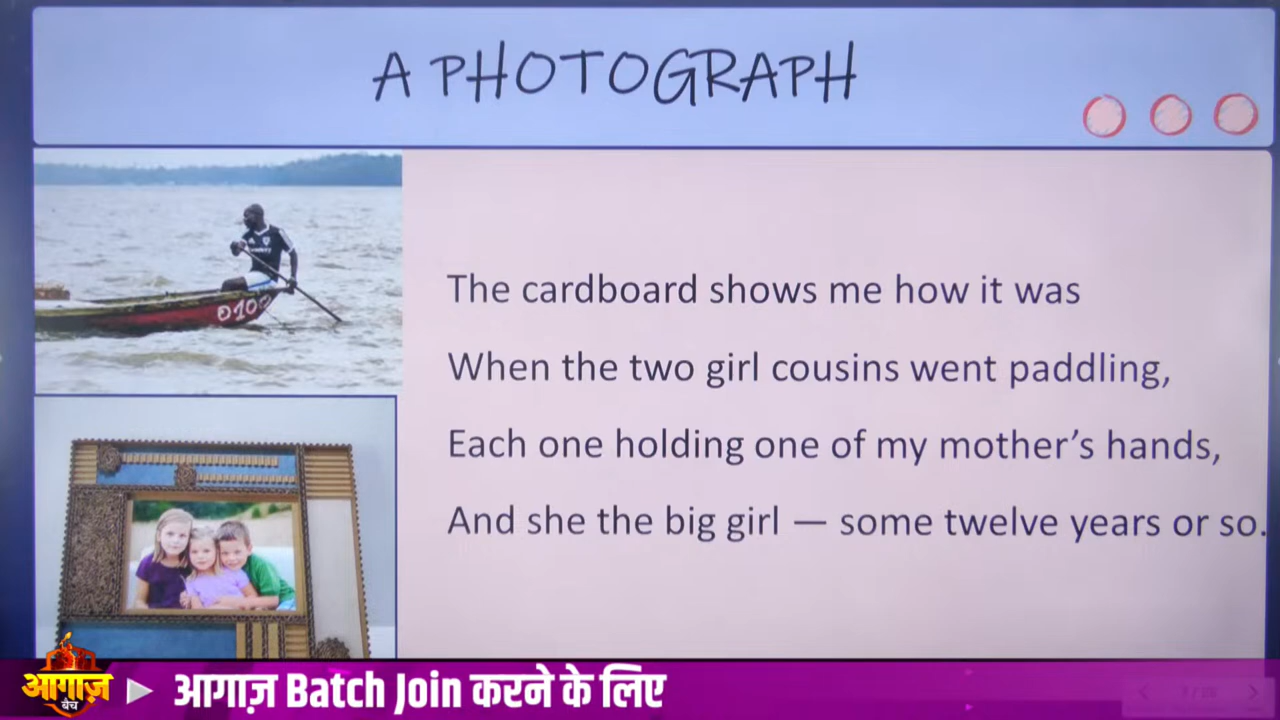 A PHOTOGRAPH
0102
The cardboard shows me how it was
When the two girl cousins went paddling,
Each one holding one of my mother’s hands,
And she the big girl — some twelve years or so.
आगाज़
बैच
आगाज़ Batch Join करने के लिए